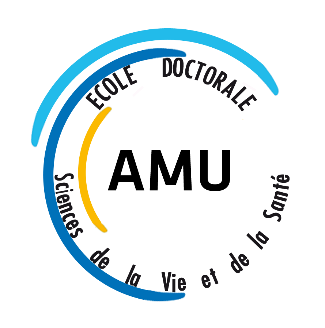 ECOLE DOCTORALE
AMU
Sciences de la Vie et de la Santé